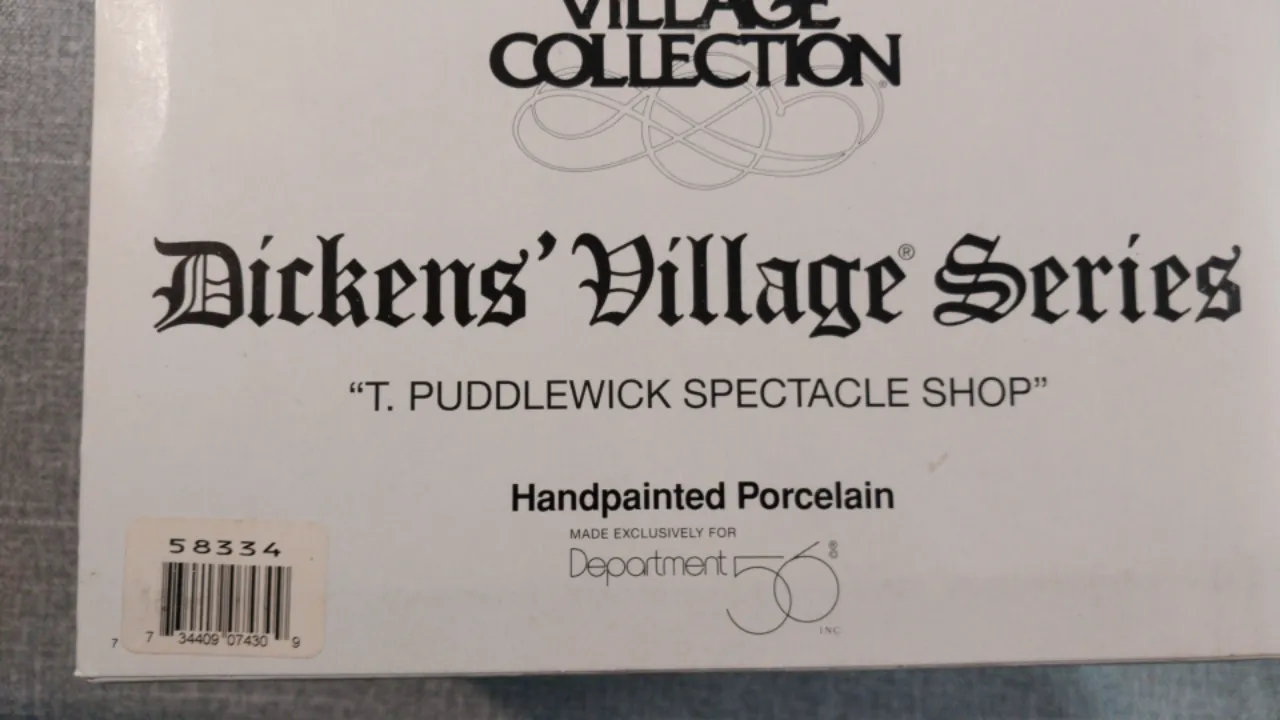 VILLAGE
COLLECTION®
Dickens' Village® Series
“T. PUDDLEWICK SPECTACLE SHOP”
Handpainted Porcelain
MADE EXCLUSIVELY FOR
Department 56®
INC.
58334
7 34409 07430 9
7